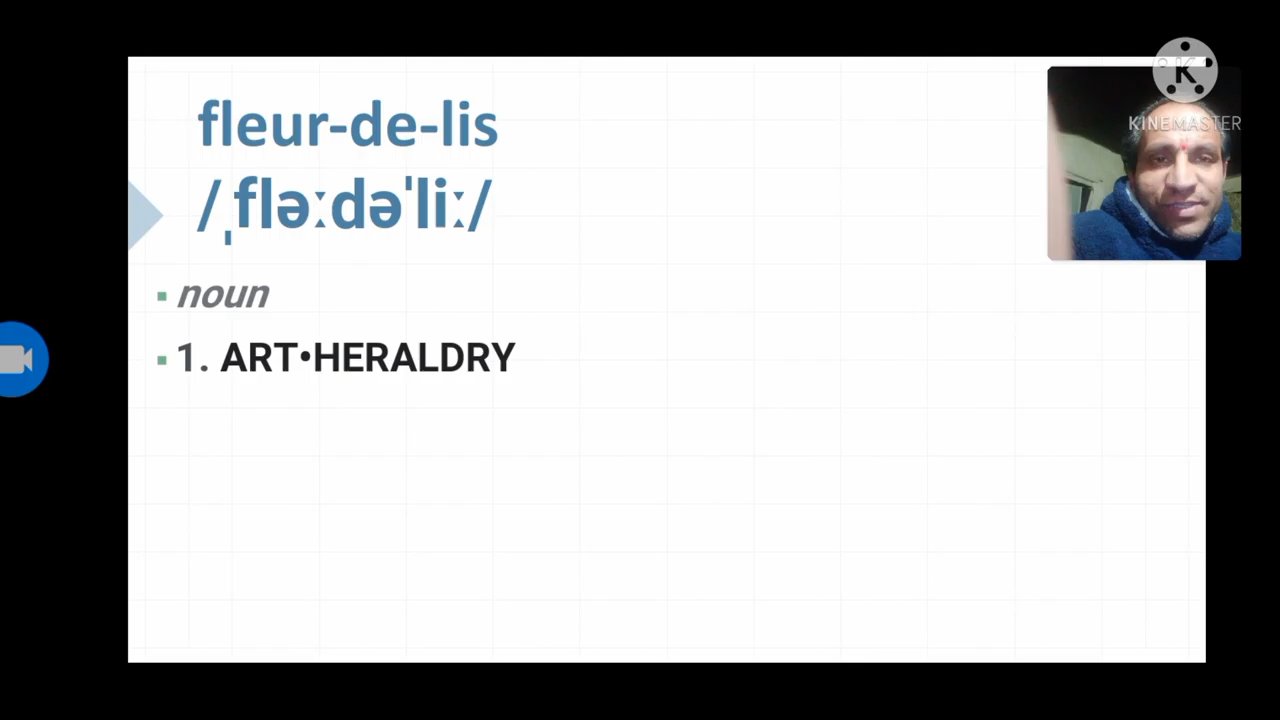 fleur-de-lis
/ˌfləːdəˈliː/
noun
1. ART•HERALDRY
K
KINEMASTER